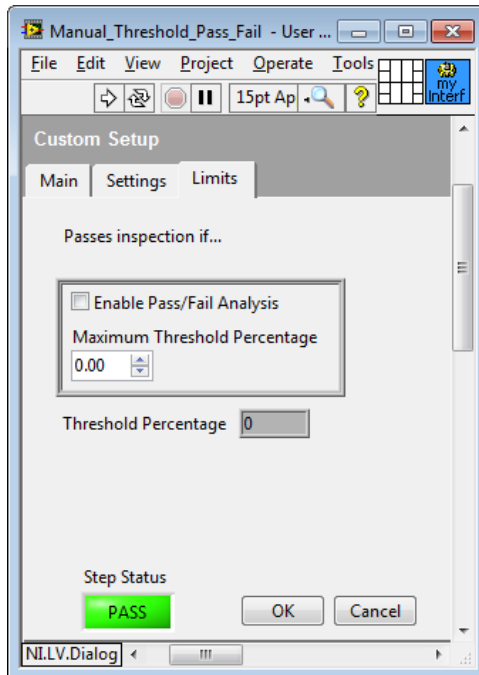 Manual_Threshold_Pass_Fail - User ...
File Edit View Project Operate Tools
15pt Ap
my
Interf
Custom Setup
Main Settings Limits
Passes inspection if...
Enable Pass/Fail Analysis
Maximum Threshold Percentage
0.00
Threshold Percentage 0
Step Status
PASS OK Cancel
NI.LV.Dialog